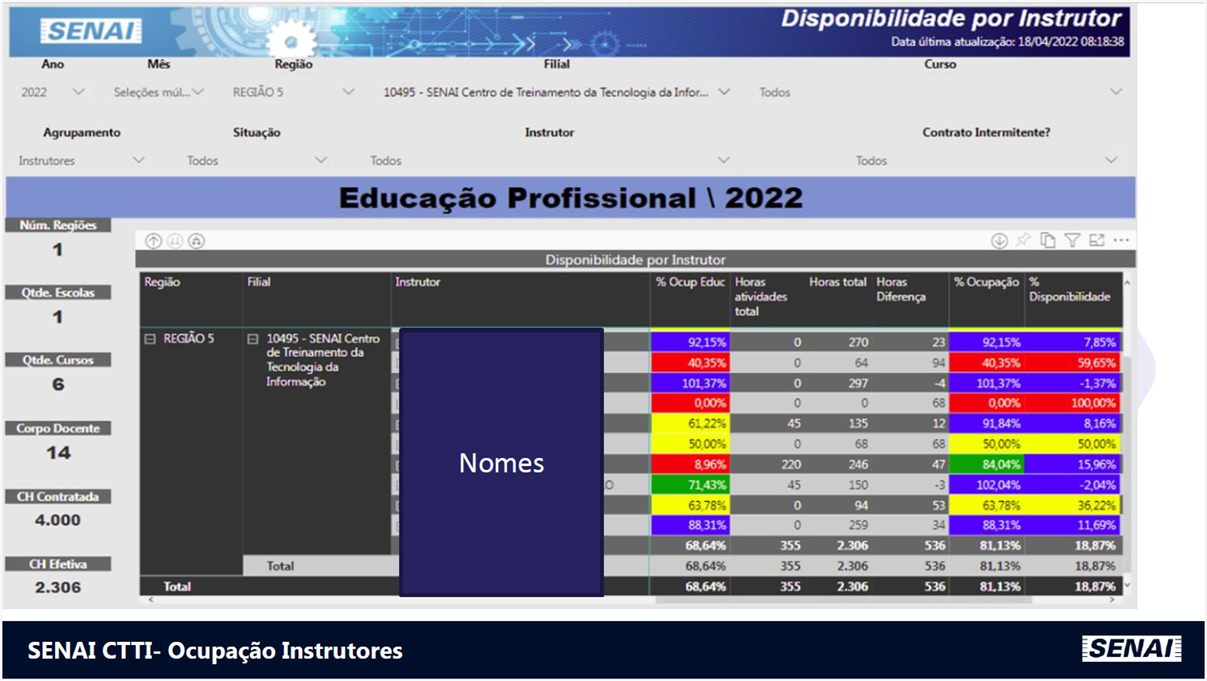 SENAI
Disponibilidade por Instrutor
Data última atualização: 18/04/2022 08:18:38
Ano Mês Região Filial Curso
2022 Seleções múl... REGIÃO 5 10495 - SENAI Centro de Treinamento da Tecnologia da Infor... Todos
Agrupamento Situação Instrutor Contrato Intermitente?
Instrutores Todos Todos Todos
Educação Profissional \ 2022
Núm. Regiões
1
Qtde. Escolas
1
Qtde. Cursos
6
Corpo Docente
14
CH Contratada
4.000
CH Efetiva
2.306
Disponibilidade por Instrutor
Região Filial Instrutor % Ocup Educ Horas atividades total Horas total Horas Diferença % Ocupação % Disponibilidade
REGIÃO 5 10495 - SENAI Centro
de Treinamento da
Tecnologia da
Informação
Nomes
92,15% 0 270 23 92,15% 7,85%
40,35% 0 64 94 40,35% 59,65%
101,37% 0 297 -4 101,37% -1,37%
0,00% 0 0 68 0,00% 100,00%
61,22% 45 135 12 91,84% 8,16%
50,00% 0 68 68 50,00% 50,00%
8,96% 220 246 47 84,04% 15,96%
71,43% 45 150 -3 102,04% -2,04%
63,78% 0 94 53 63,78% 36,22%
88,31% 0 259 34 88,31% 11,69%
68,64% 355 2.306 536 81,13% 18,87%
Total 68,64% 355 2.306 536 81,13% 18,87%
Total 68,64% 355 2.306 536 81,13% 18,87%
SENAI CTTI- Ocupação Instrutores
SENAI